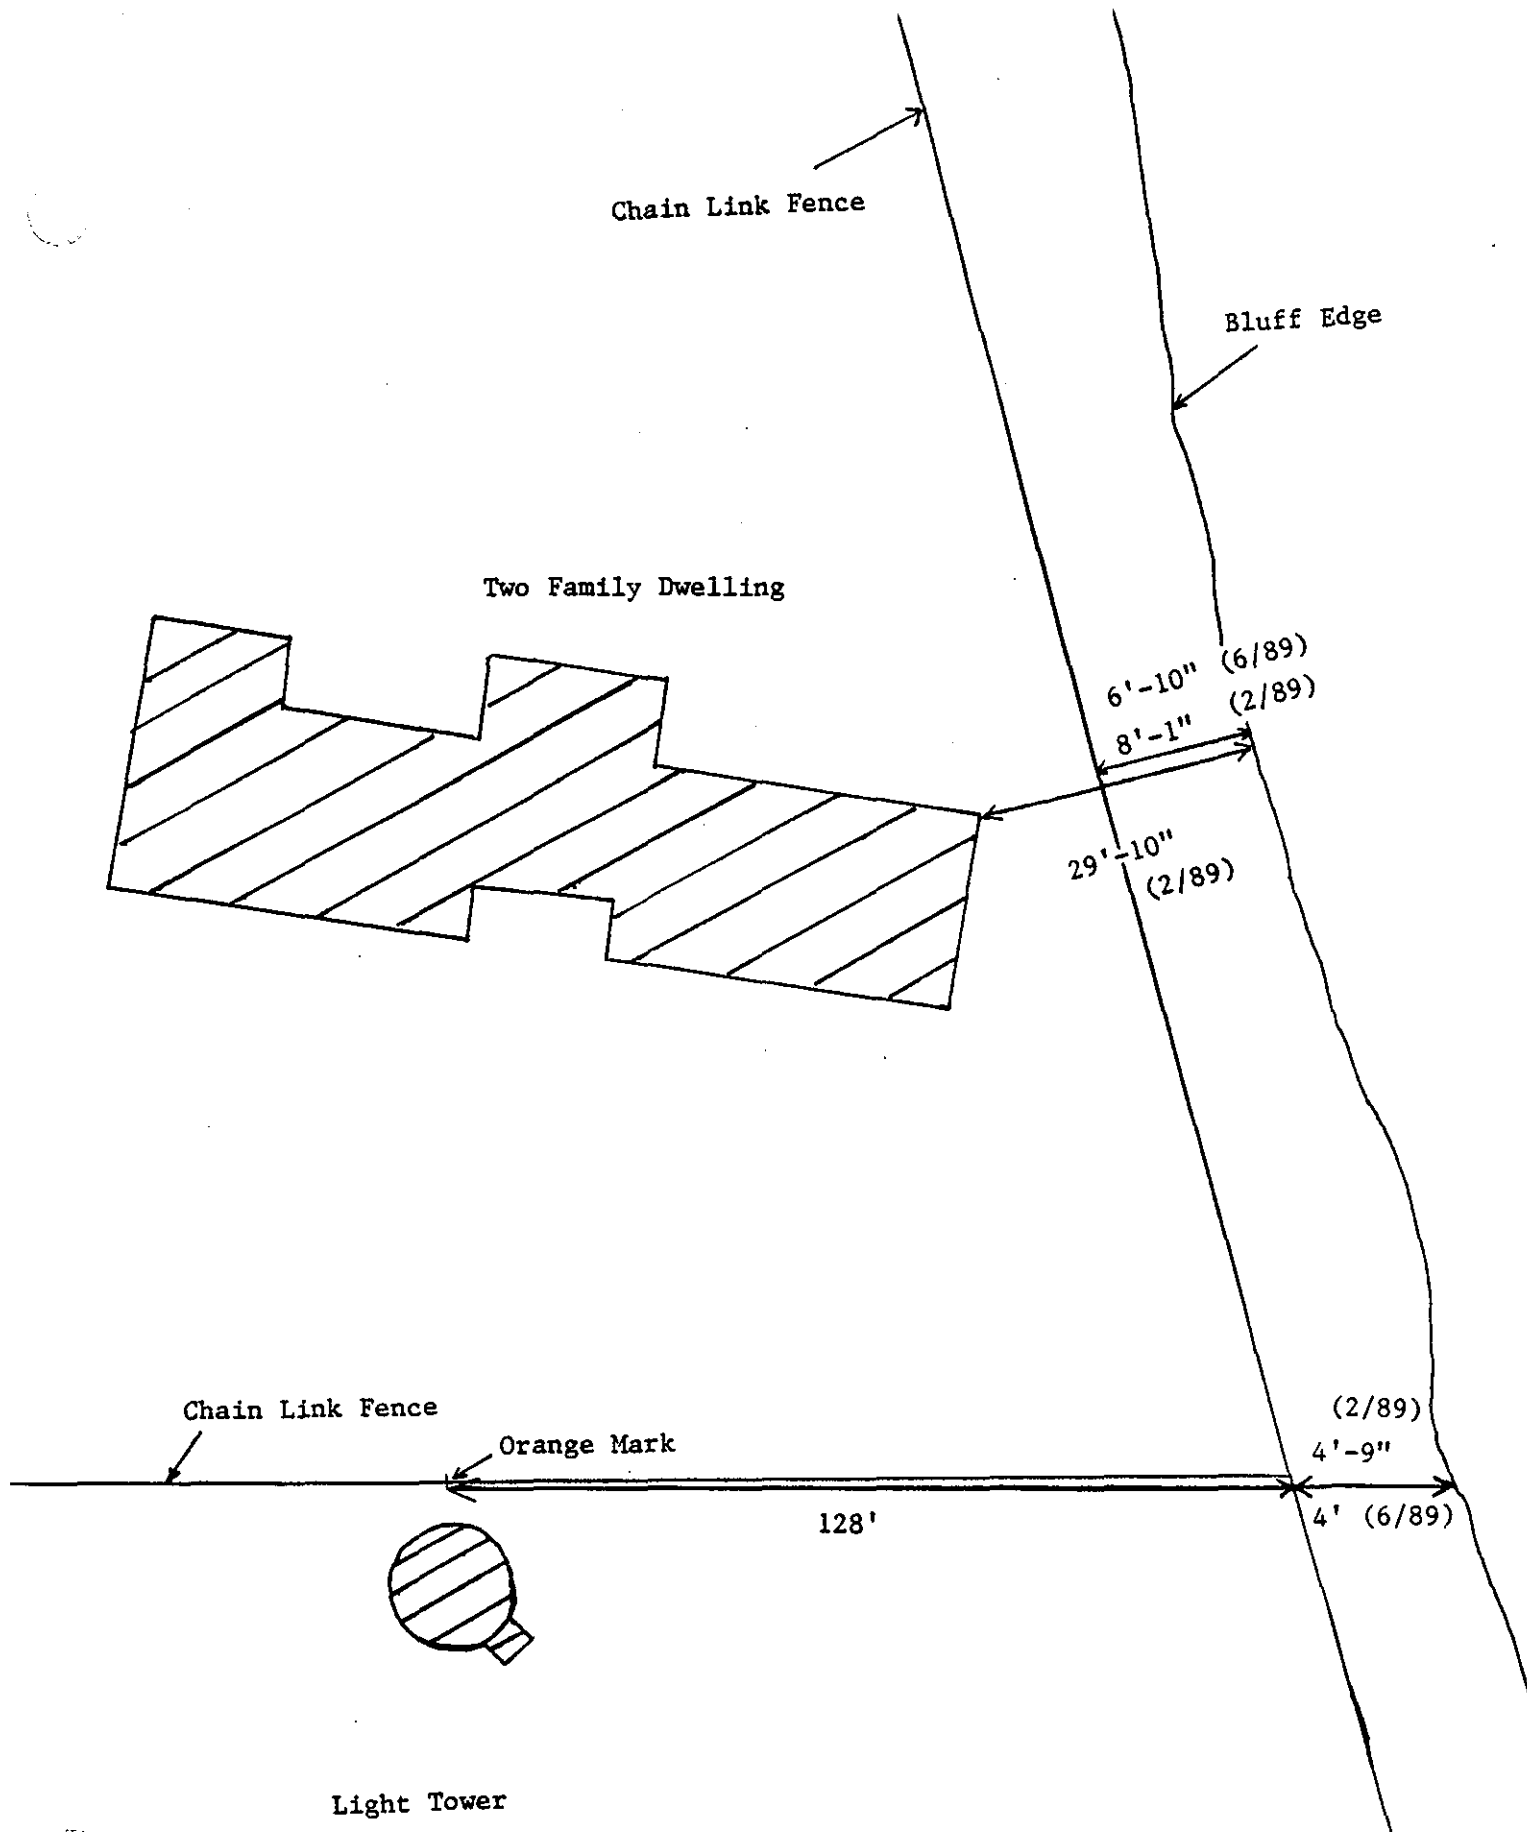 Chain Link Fence
Bluff Edge
Two Family Dwelling
6'-10" (6/89)
8'-1" (2/89)
29'-10"
(2/89)
Chain Link Fence
(2/89)
Orange Mark
4'-9"
128'
4' (6/89)
Light Tower